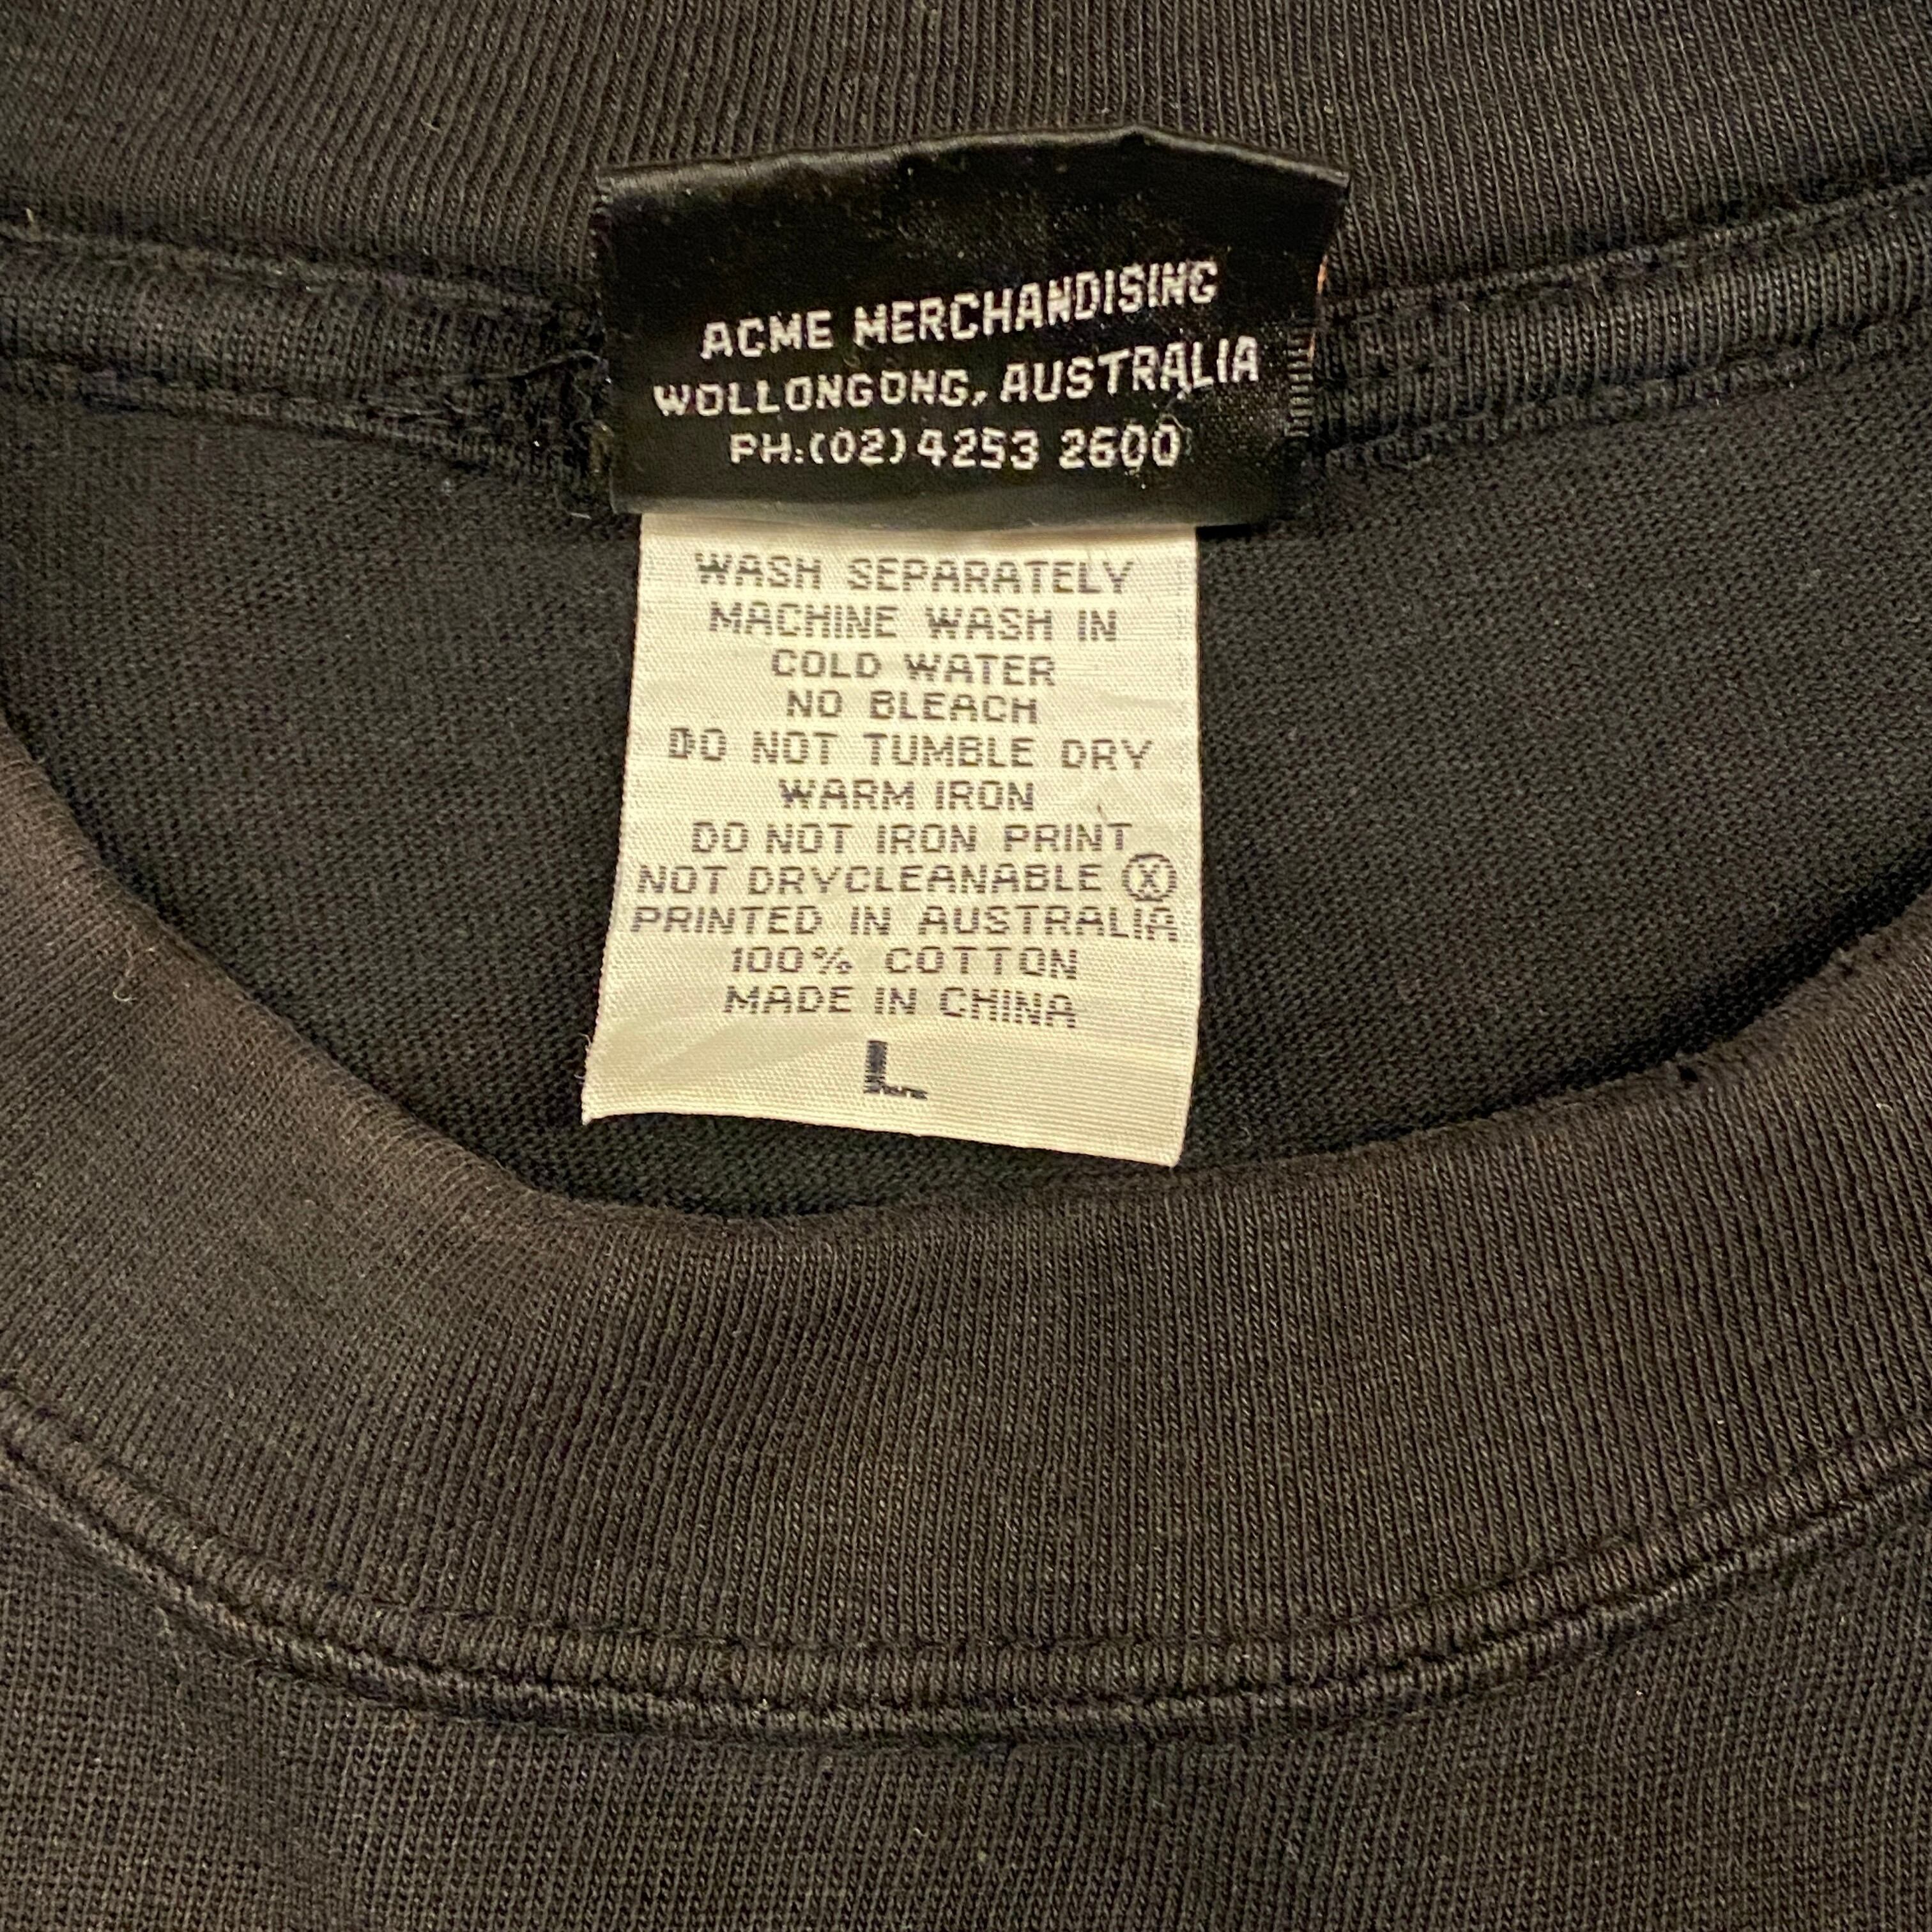 ACME MERCHANDISING
WOLLONGONG, AUSTRALIA
PH:(02) 4253 2600
WASH SEPARATELY
MACHINE WASH IN
COLD WATER
NO BLEACH
DO NOT TUMBLE DRY
WARM IRON
DO NOT IRON PRINT
NOT DRYCLEANABLE Ⓧ
PRINTED IN AUSTRALIA
100% COTTON
MADE IN CHINA
L